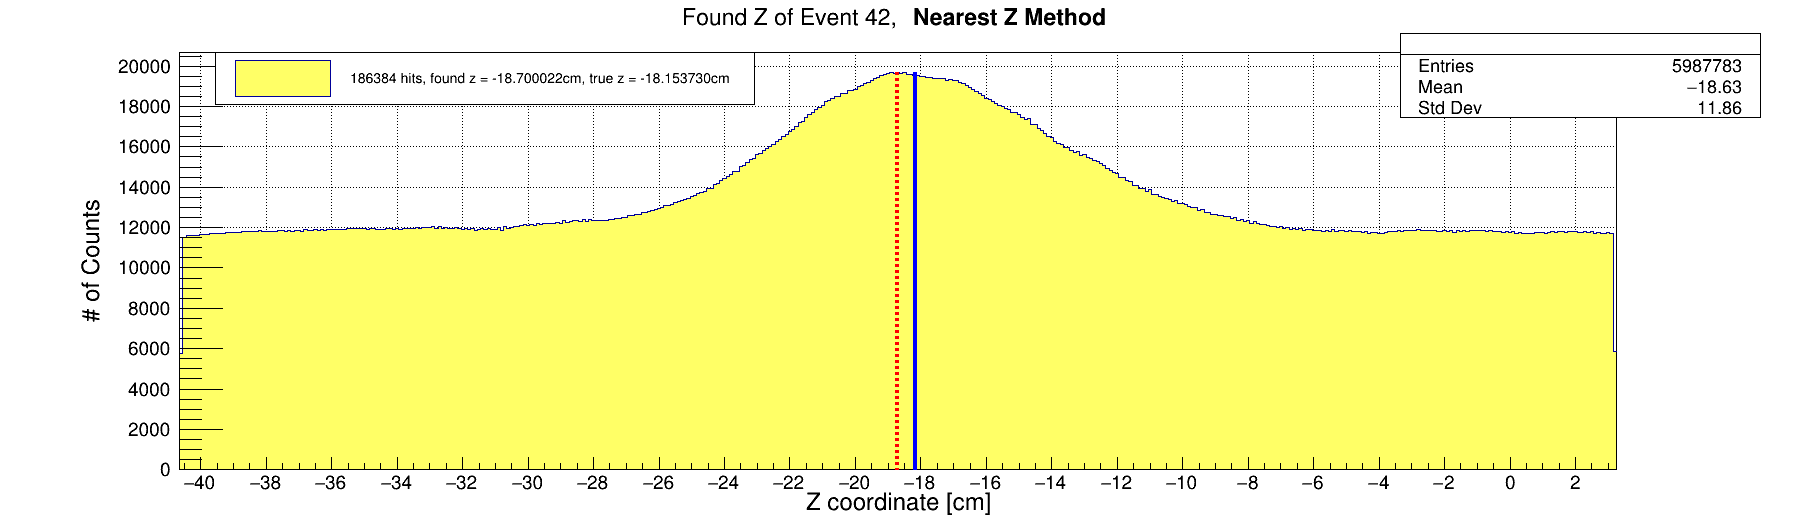 Found Z of Event 42, Nearest Z Method
186384 hits, found z = -18.700022cm, true z = -18.153730cm
Entries 5987783
Mean −18.63
Std Dev 11.86
# of Counts
20000
18000
16000
14000
12000
10000
8000
6000
4000
2000
0
−40 −38 −36 −34 −32 −30 −28 −26 −24 −22 −20 −18 −16 −14 −12 −10 −8 −6 −4 −2 0 2
Z coordinate [cm]